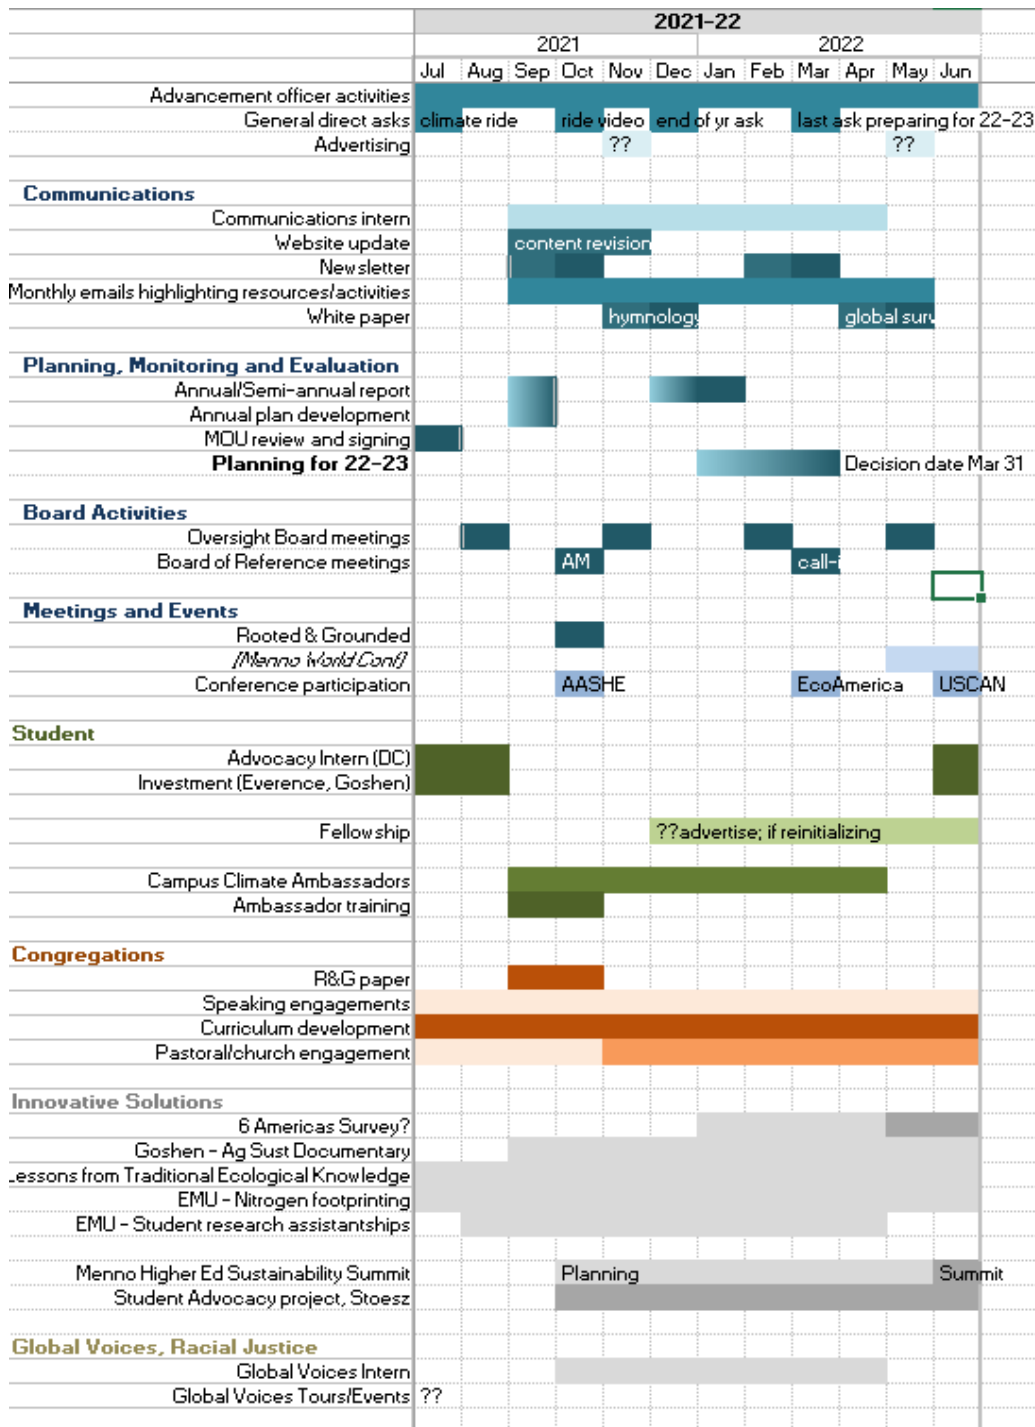 2021-22
2021 2022
Jul Aug Sep Oct Nov Dec Jan Feb Mar Apr May Jun
Advancement officer activities
General direct asks climate ride ride video end of yr ask last ask preparing for 22-23
Advertising ?? ??
Communications
Communications intern
Website update content revision
Newsletter
Monthly emails highlighting resources/activities
White paper hymnology global surv
Planning, Monitoring and Evaluation
Annual/Semi-annual report
Annual plan development
MOU review and signing
Planning for 22-23 Decision date Mar 31
Board Activities
Oversight Board meetings
Board of Reference meetings AM call-i
Meetings and Events
Rooted & Grounded
[Menno World Conf]
Conference participation AASHE EcoAmerica USCAN
Student
Advocacy Intern (DC)
Investment (Everence, Goshen)
Fellowship ??advertise; if reinitializing
Campus Climate Ambassadors
Ambassador training
Congregations
R&G paper
Speaking engagements
Curriculum development
Pastoral/church engagement
Innovative Solutions
6 Americas Survey?
Goshen - Ag Sust Documentary
Lessons from Traditional Ecological Knowledge
EMU - Nitrogen footprinting
EMU - Student research assistantships
Menno Higher Ed Sustainability Summit Planning Summit
Student Advocacy project, Stoesz
Global Voices, Racial Justice
Global Voices Intern
Global Voices Tours/Events ??